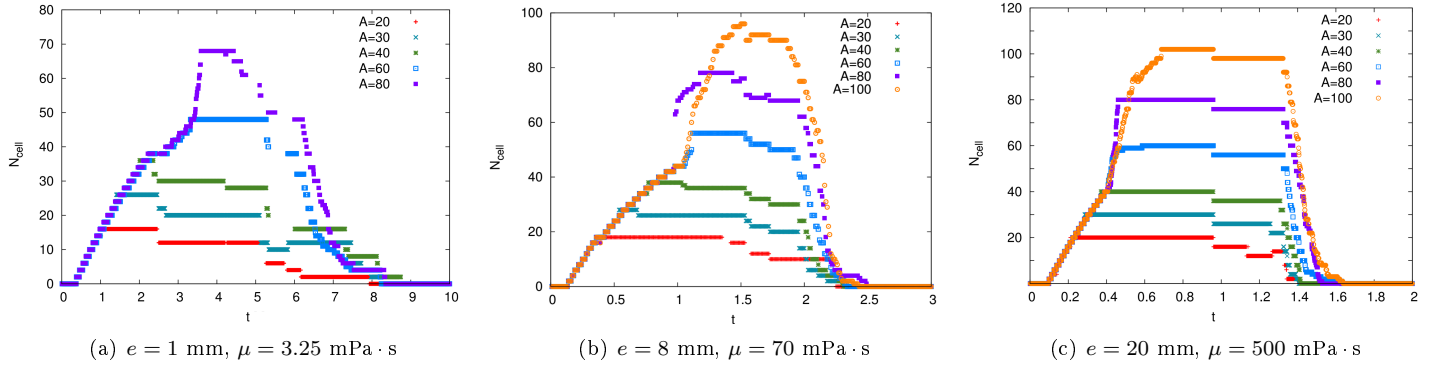 80
70
60
50
40
30
20
10
0
N_cell
0 1 2 3 4 5 6 7 8 9 10
t
A=20
A=30
A=40
A=60
A=80
(a) e = 1 mm, μ = 3.25 mPa · s
100
80
60
40
20
0
N_cell
0.5 1 1.5 2 2.5 3
t
A=20
A=30
A=40
A=60
A=80
A=100
(b) e = 8 mm, μ = 70 mPa · s
120
100
80
60
40
20
N_cell
0 0.2 0.4 0.6 0.8 1 1.2 1.4 1.6 1.8 2
t
A=20
A=30
A=40
A=60
A=80
A=100
(c) e = 20 mm, μ = 500 mPa · s